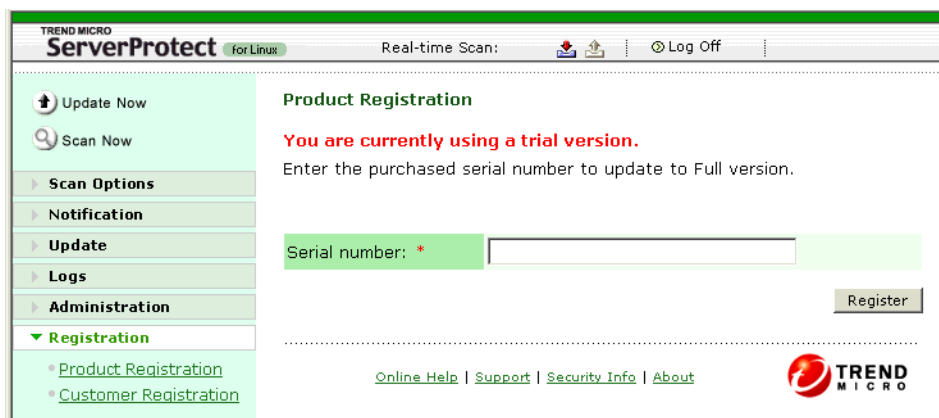 TREND MICRO
ServerProtect for Linux
Real-time Scan:
Log Off
Update Now
Scan Now
Scan Options
Notification
Update
Logs
Administration
Registration
Product Registration
Customer Registration
Product Registration
You are currently using a trial version.
Enter the purchased serial number to update to Full version.
Serial number: *
Register
Online Help | Support | Security Info | About
TREND
MICRO